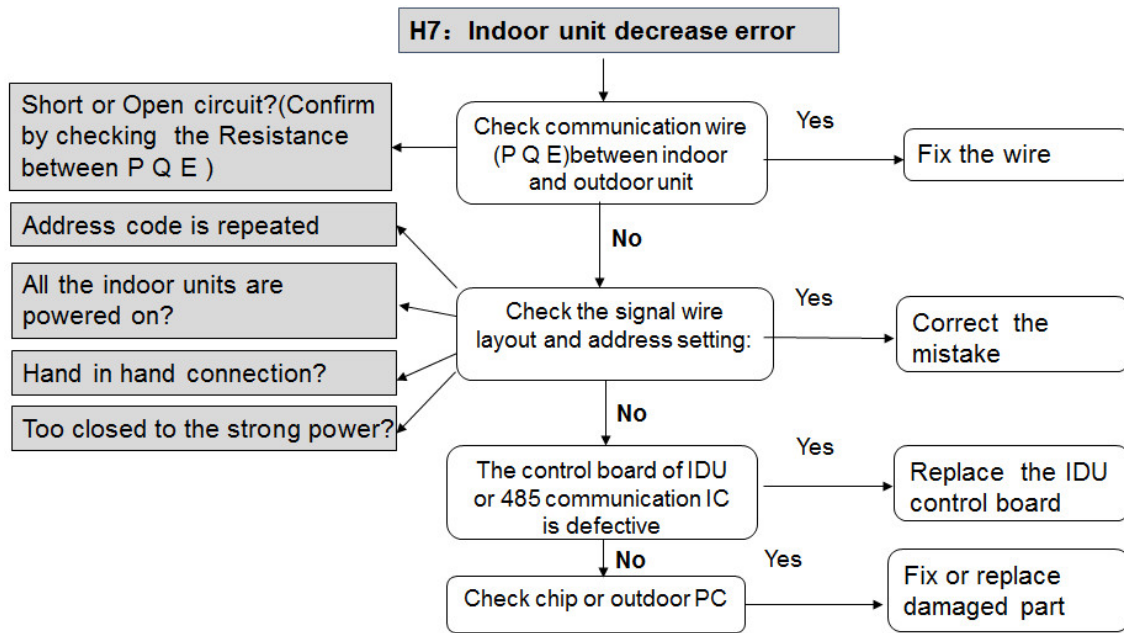 H7：Indoor unit decrease error
Short or Open circuit?(Confirm
by checking the Resistance
between P Q E )
Check communication wire
(P Q E)between indoor
and outdoor unit
Yes
Fix the wire
No
Address code is repeated
All the indoor units are
powered on?
Hand in hand connection?
Too closed to the strong power?
Check the signal wire
layout and address setting:
Yes
Correct the
mistake
No
The control board of IDU
or 485 communication IC
is defective
Yes
Replace the IDU
control board
No
Check chip or outdoor PC
Yes
Fix or replace
damaged part